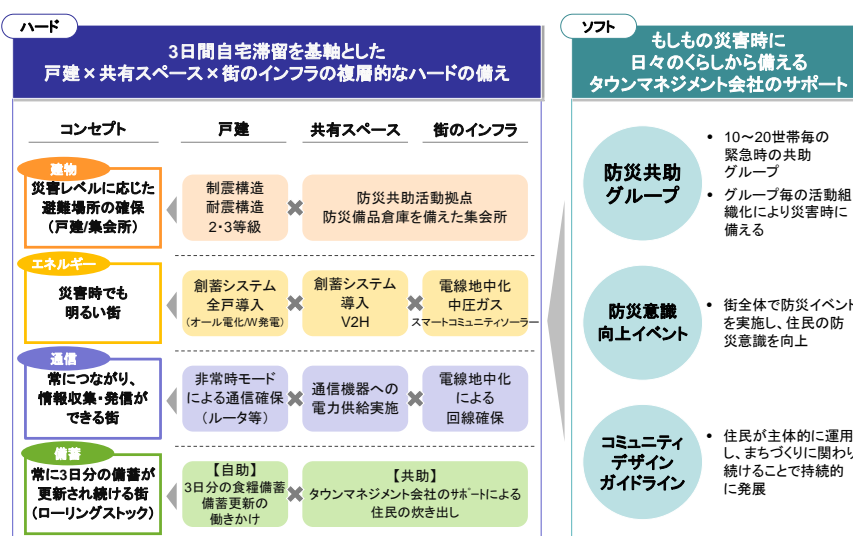 ハード
3日間自宅滞留を基軸とした
戸建×共有スペース×街のインフラの複層的なハードの備え
コンセプト
戸建
共有スペース
街のインフラ
建物
災害レベルに応じた
避難場所の確保
(戸建/集会所)
制震構造
耐震構造
2・3等級
防災共助活動拠点
防災備品倉庫を備えた集会所
エネルギー
災害時でも
明るい街
創蓄システム
全戸導入
(オール電化/W発電)
創蓄システム
導入
V2H
電線地中化
中圧ガス
スマートコミュニティソーラー
通信
常につながり、
情報収集・発信が
できる街
非常時モード
による通信確保
(ルータ等)
通信機器への
電力供給実施
電線地中化
による
回線確保
備蓄
常に3日分の備蓄が
更新され続ける街
(ローリングストック)
【自助】
3日分の食糧備蓄
備蓄更新の
働きかけ
【共助】
タウンマネジメント会社のサポートによる
住民の炊き出し
ソフト
もしもの災害時に
日々のくらしから備える
タウンマネジメント会社のサポート
防災共助
グループ
• 10～20世帯毎の
緊急時の共助
グループ
• グループ毎の活動組
織化により災害時に
備える
防災意識
向上イベント
• 街全体で防災イベント
を実施し、住民の防
災意識を向上
コミュニティ
デザイン
ガイドライン
• 住民が主体的に運用
し、まちづくりに関わり
続けることで持続的
に発展